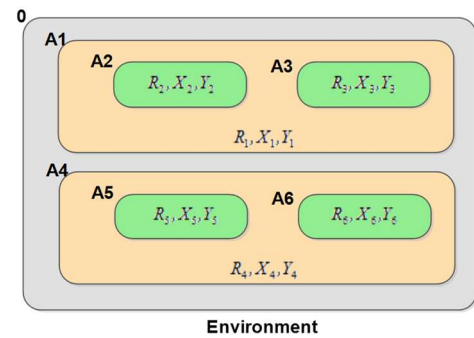 0
A1
A2
R₂, X₂, Y₂
A3
R₃, X₃, Y₃
R₁, X₁, Y₁
A4
A5
R₅, X₅, Y₅
A6
R₆, X₆, Y₆
R₄, X₄, Y₄
Environment